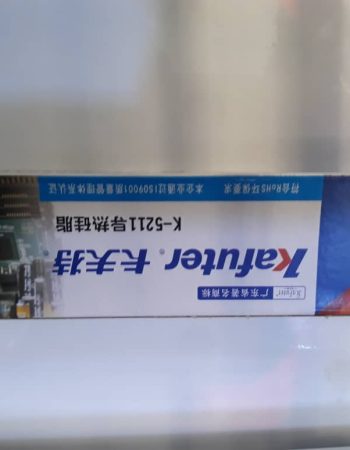 Kafuter 广东省著名商标
Kafuter® 卡夫特®
K-5211导热硅脂
符合ROHS环保要求 本企业通过ISO9001质量管理体系认证